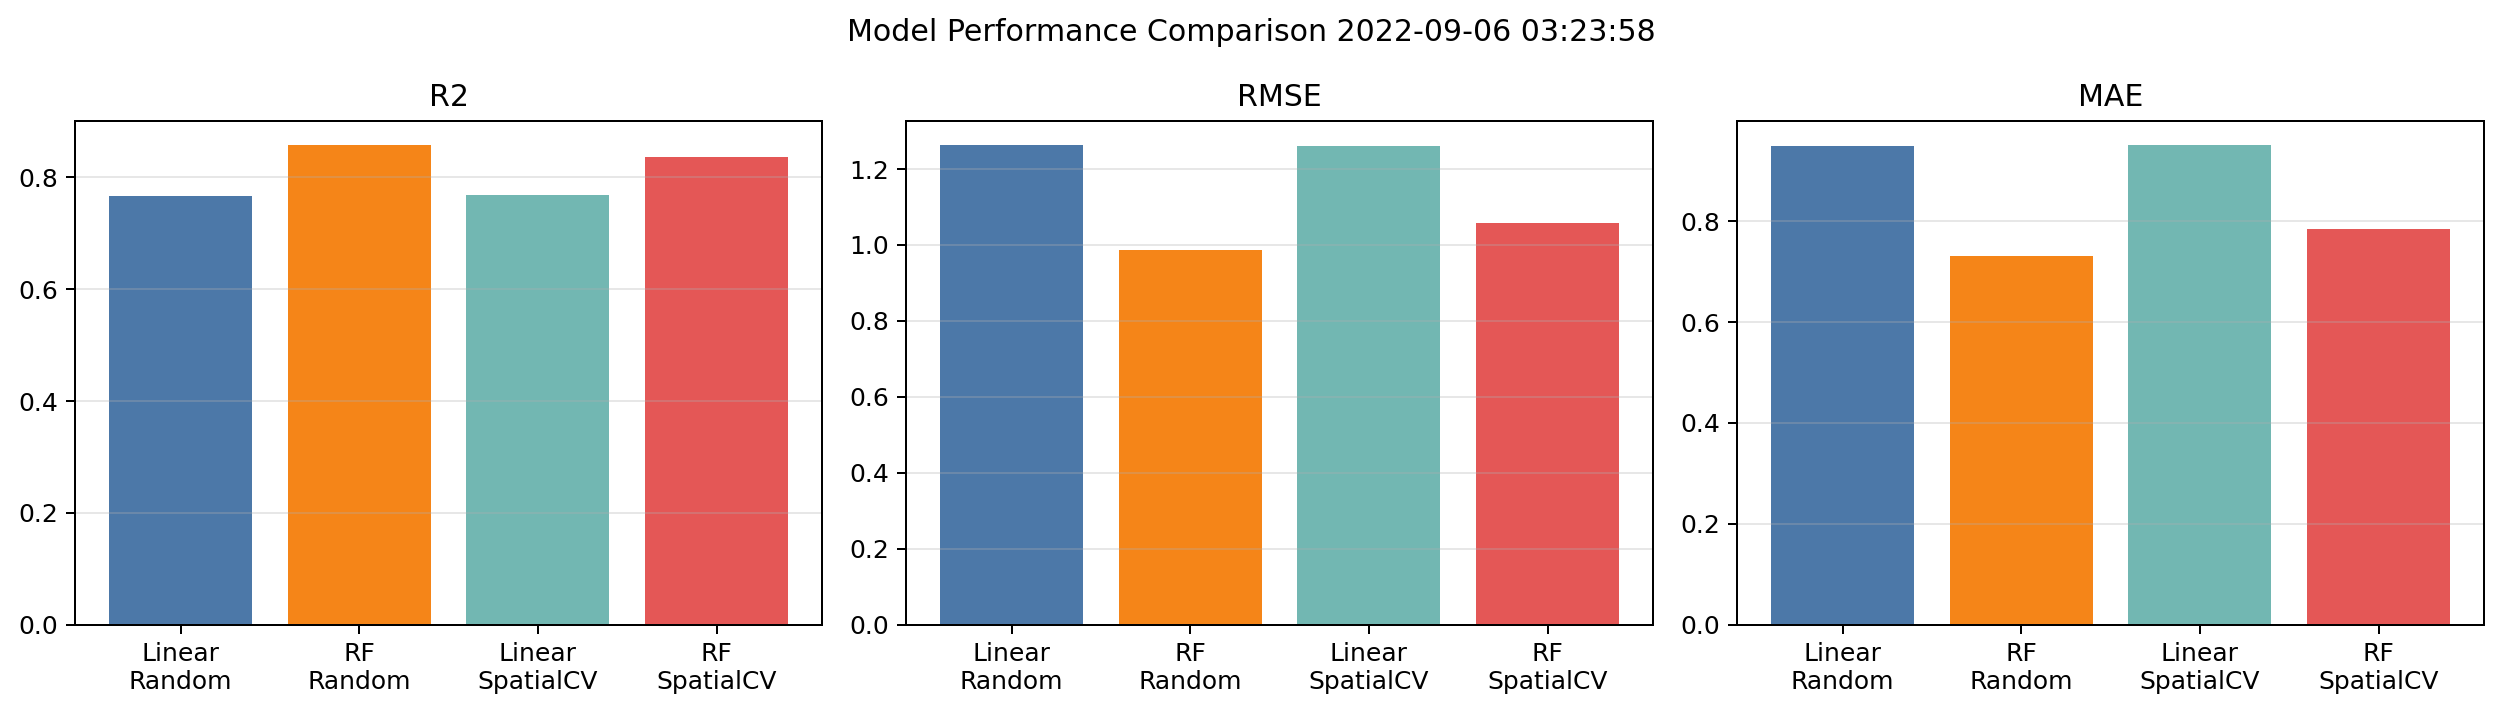 Model Performance Comparison 2022-09-06 03:23:58
R2
0.8
0.6
0.4
0.2
0.0
Linear
Random
RF
Random
Linear
SpatialCV
RF
SpatialCV
RMSE
1.2
1.0
0.8
0.6
0.4
0.2
0.0
Linear
Random
RF
Random
Linear
SpatialCV
RF
SpatialCV
MAE
0.8
0.6
0.4
0.2
0.0
Linear
Random
RF
Random
Linear
SpatialCV
RF
SpatialCV